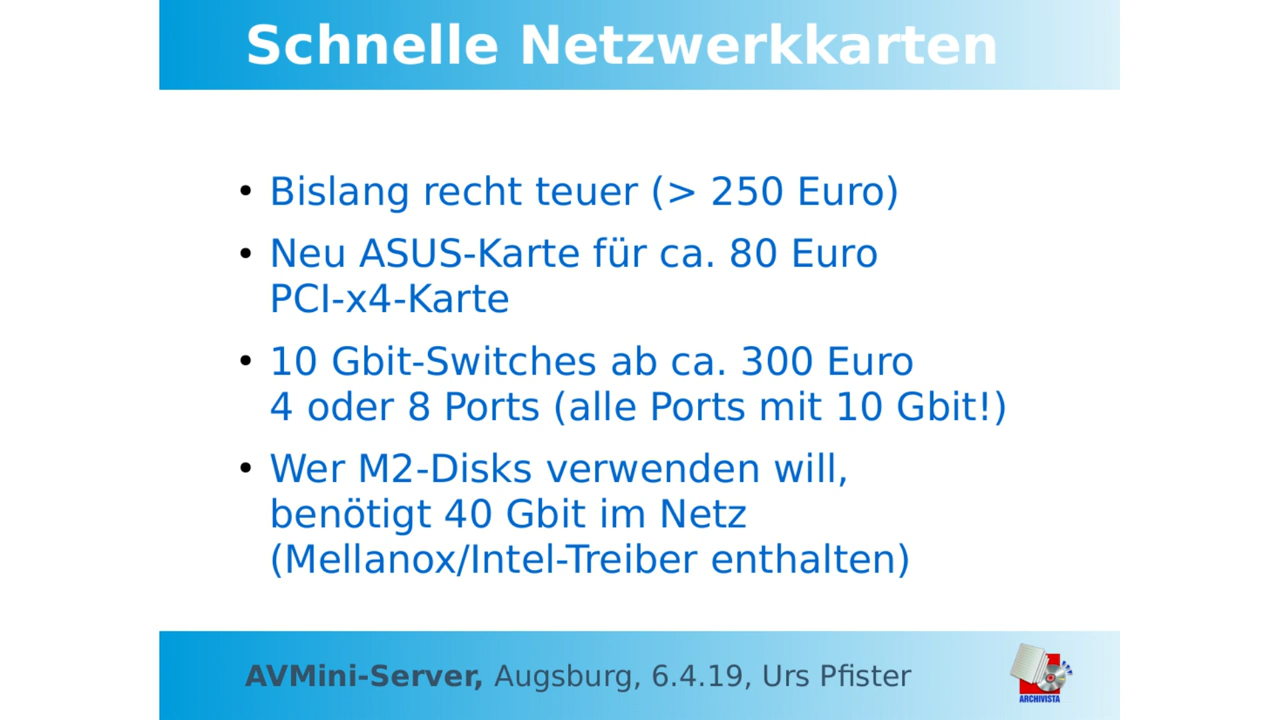 Schnelle Netzwerkkarten
• Bislang recht teuer (> 250 Euro)
• Neu ASUS-Karte für ca. 80 Euro
PCI-x4-Karte
• 10 Gbit-Switches ab ca. 300 Euro
4 oder 8 Ports (alle Ports mit 10 Gbit!)
• Wer M2-Disks verwenden will,
benötigt 40 Gbit im Netz
(Mellanox/Intel-Treiber enthalten)
AVMini-Server, Augsburg, 6.4.19, Urs Pfister
ARCHIVISTA